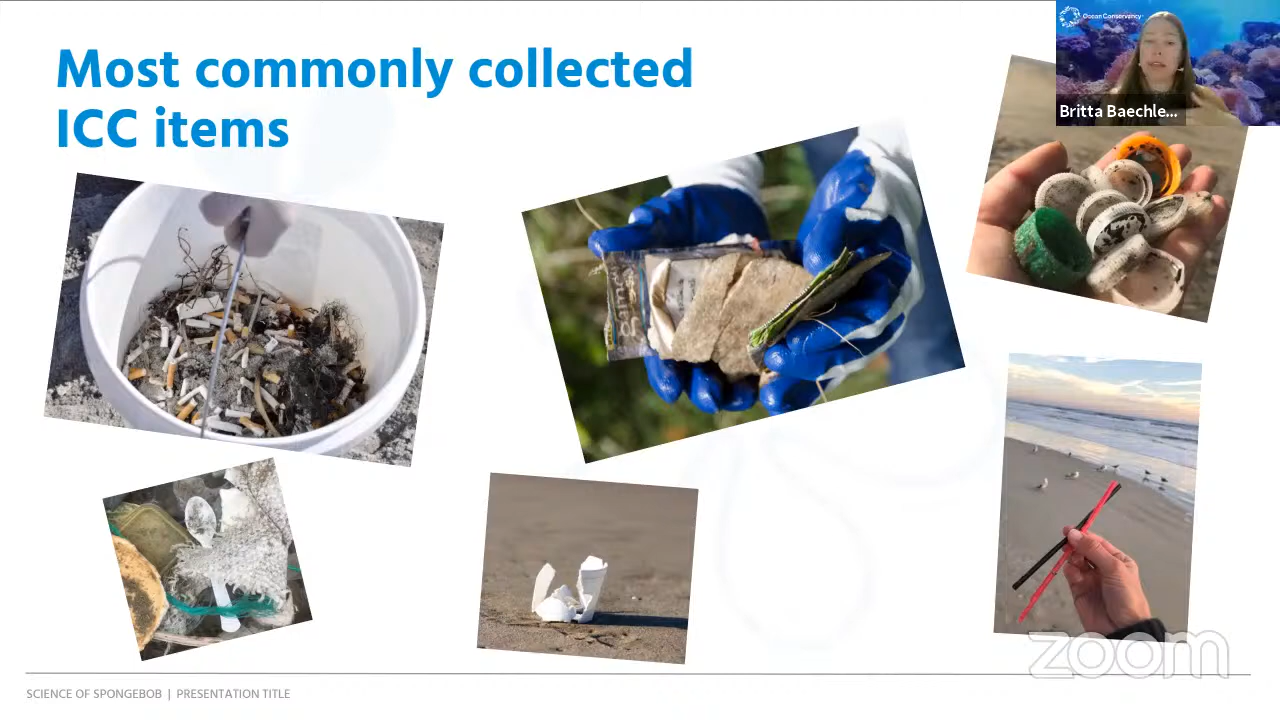 Most commonly collected
ICC items
Ocean Conservancy
Britta Baechle...
SCIENCE OF SPONGEBOB | PRESENTATION TITLE
zoom